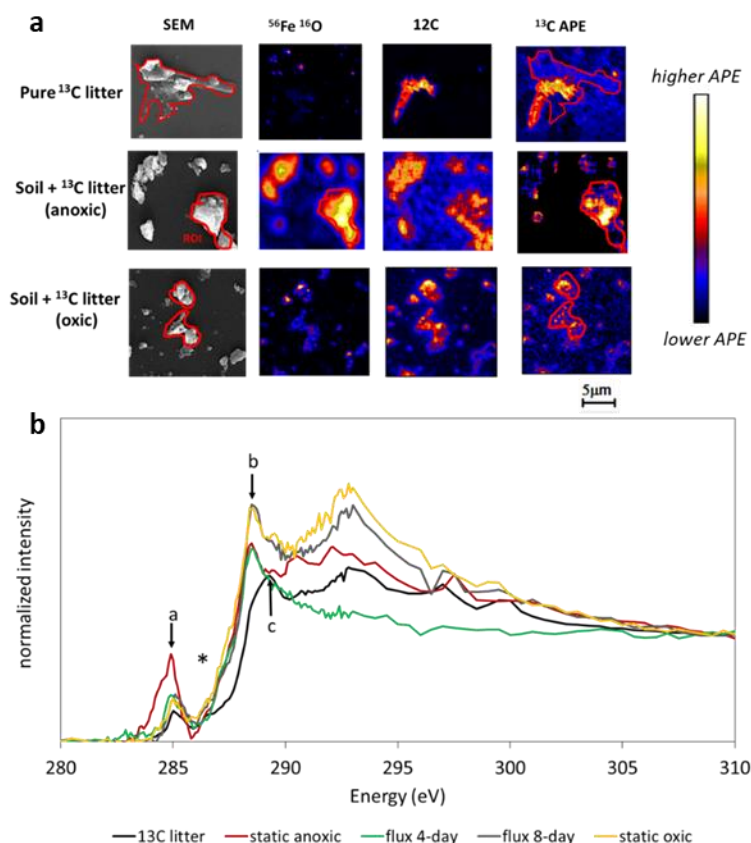 a
SEM
⁵⁶Fe ¹⁶O
12C
¹³C APE
Pure ¹³C litter
higher APE
Soil + ¹³C litter
(anoxic)
ROI
Soil + ¹³C litter
(oxic)
lower APE
5μm
b
normalized intensity
a
*
b
c
280 285 290 295 300 305 310
Energy (eV)
13C litter static anoxic flux 4-day flux 8-day static oxic